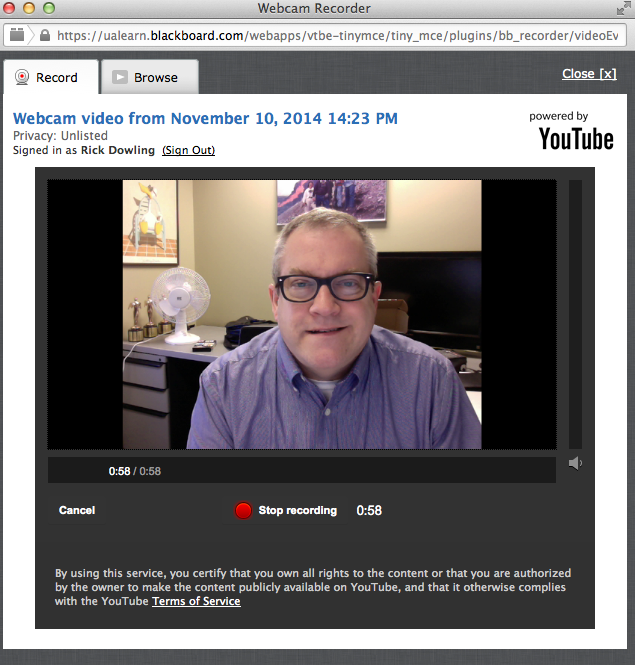 Webcam Recorder
https://ualearn.blackboard.com/webapps/vtbe-tinymce/tiny_mce/plugins/bb_recorder/videoEv
Record
Browse
Close [x]
Webcam video from November 10, 2014 14:23 PM
powered by
YouTube
Privacy: Unlisted
Signed in as Rick Dowling (Sign Out)
0:58 / 0:58
Cancel
Stop recording
0:58
By using this service, you certify that you own all rights to the content or that you are authorized
by the owner to make the content publicly available on YouTube, and that it otherwise complies
with the YouTube Terms of Service